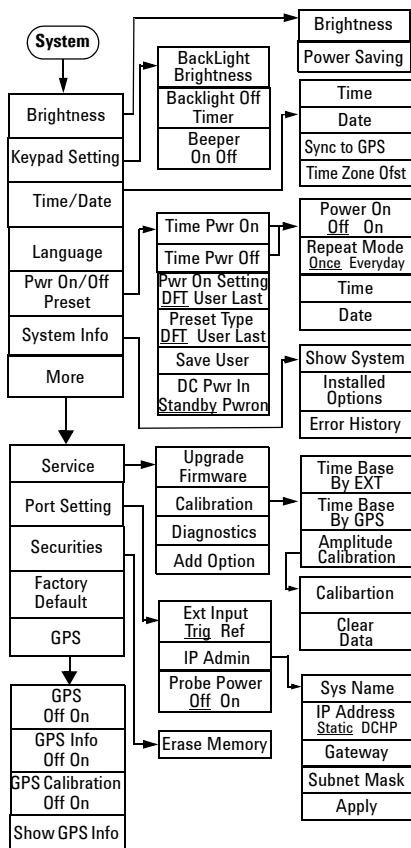 System
Brightness
Keypad Setting
Time/Date
Language
Pwr On/Off
Preset
System Info
More
Brightness
Power Saving
BackLight
Brightness
Backlight Off
Timer
Beeper
On Off
Time
Date
Sync to GPS
Time Zone Ofst
Time Pwr On
Time Pwr Off
Pwr On Setting
DFT User Last
Preset Type
DFT User Last
Save User
DC Pwr In
Standby Pwron
Power On
Off On
Repeat Mode
Once Everyday
Time
Date
Show System
Installed
Options
Error History
Service
Port Setting
Securities
Factory
Default
GPS
Upgrade
Firmware
Calibration
Diagnostics
Add Option
Time Base
By EXT
Time Base
By GPS
Amplitude
Calibration
Calibartion
Clear
Data
Ext Input
Trig Ref
IP Admin
Probe Power
Off On
Sys Name
IP Address
Static DCHP
Gateway
Subnet Mask
Apply
Erase Memory
GPS
Off On
GPS Info
Off On
GPS Calibration
Off On
Show GPS Info